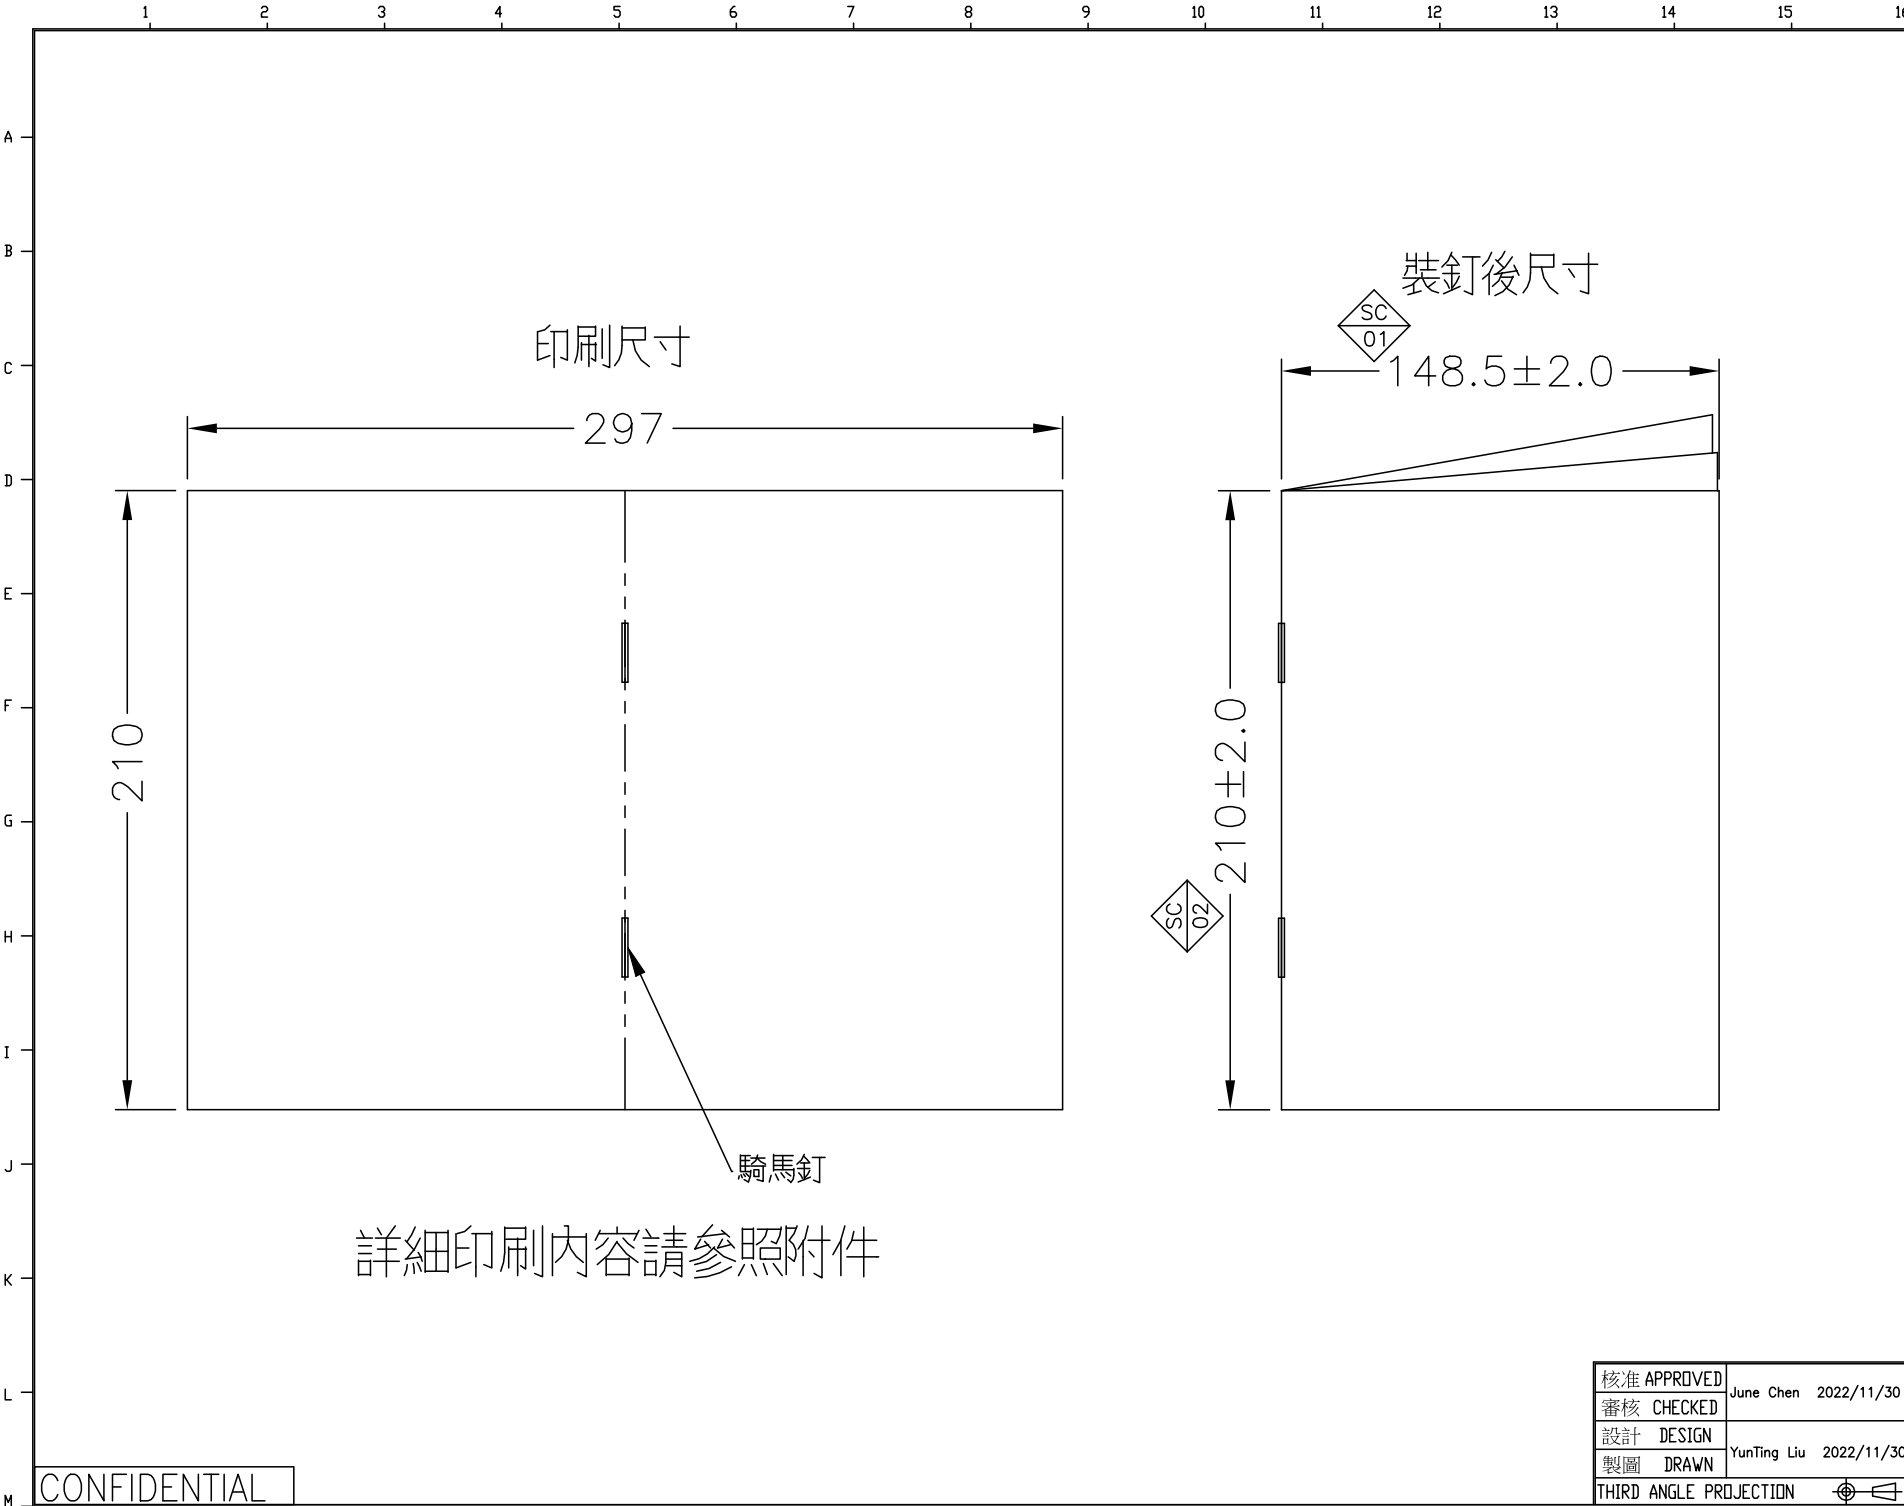 1 2 3 4 5 6 7 8 9 10 11 12 13 14 15
A
B
C
D
E
F
G
H
I
J
K
L
M
印刷尺寸
297
210
騎馬釘
詳細印刷內容請參照附件
裝釘後尺寸
SC
01
148.5±2.0
210±2.0
SC
02
核准 APPROVED
審核 CHECKED
June Chen 2022/11/30
設計 DESIGN
製圖 DRAWN
YunTing Liu 2022/11/30
THIRD ANGLE PROJECTION
CONFIDENTIAL